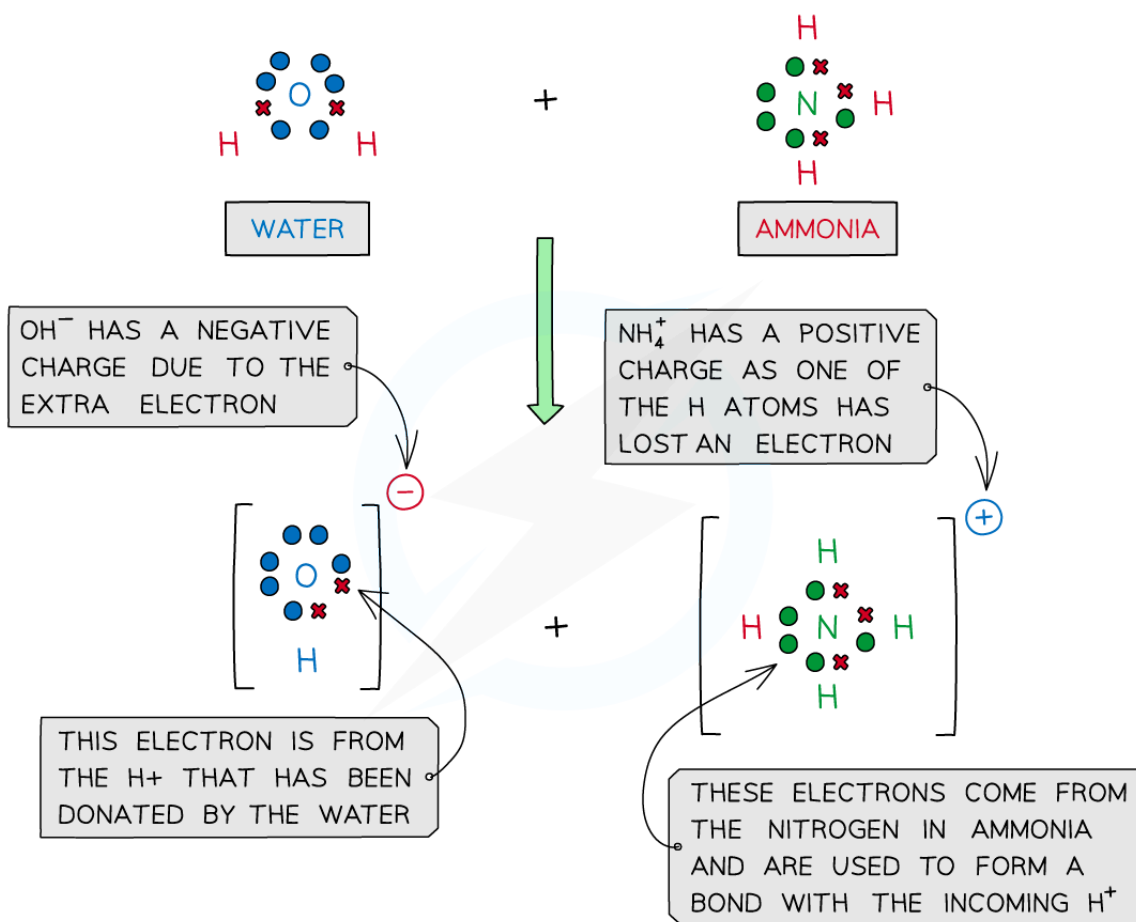 H
O
+
N
H
H
H
H
WATER
AMMONIA
OH⁻ HAS A NEGATIVE
CHARGE DUE TO THE
EXTRA ELECTRON
NH₄⁺ HAS A POSITIVE
CHARGE AS ONE OF
THE H ATOMS HAS
LOST AN ELECTRON
−
+
O
H
+
H
H
N
H
H
THIS ELECTRON IS FROM
THE H+ THAT HAS BEEN
DONATED BY THE WATER
THESE ELECTRONS COME FROM
THE NITROGEN IN AMMONIA
AND ARE USED TO FORM A
BOND WITH THE INCOMING H⁺